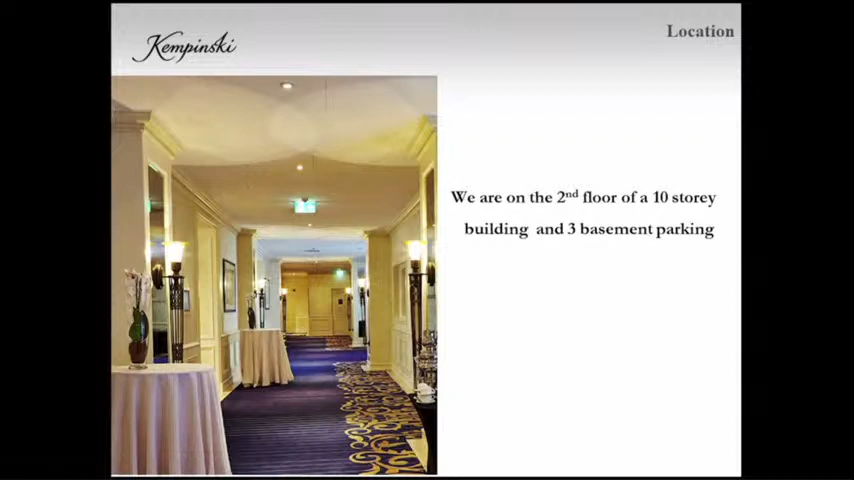 Kempinski
Location
We are on the 2nd floor of a 10 storey
building and 3 basement parking